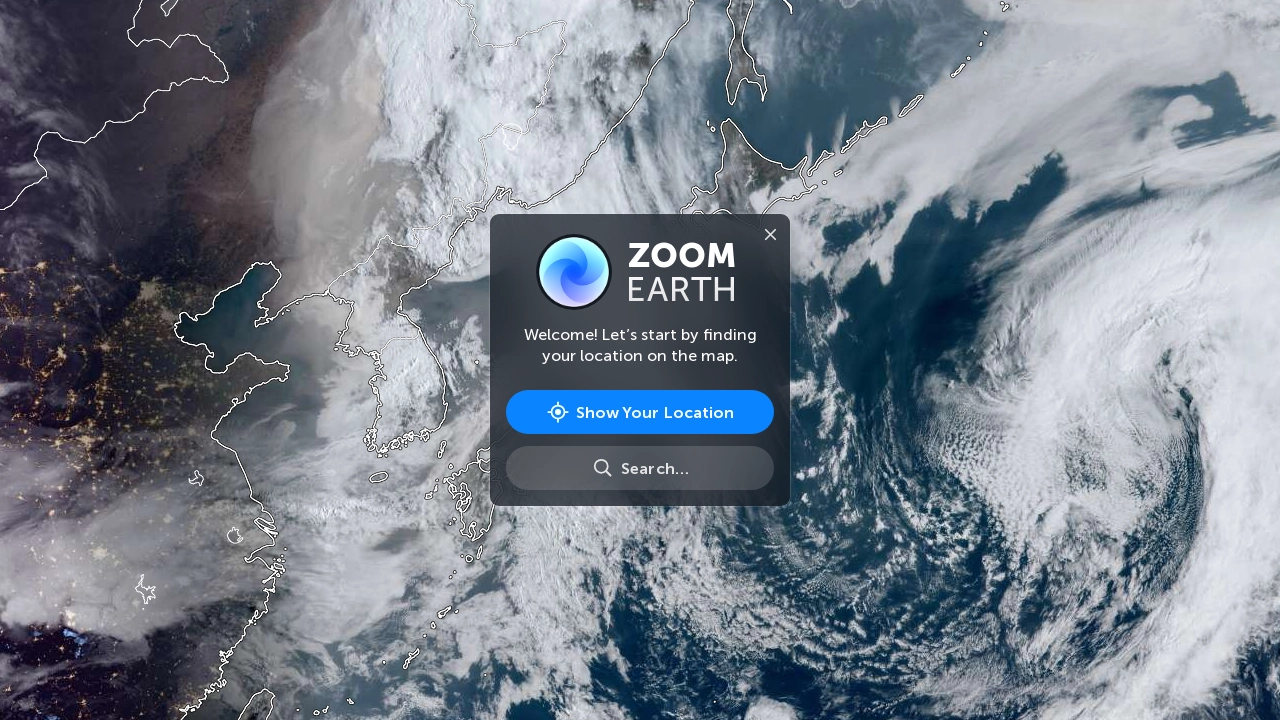 ZOOM
EARTH
Welcome! Let’s start by finding
your location on the map.
Show Your Location
Search…